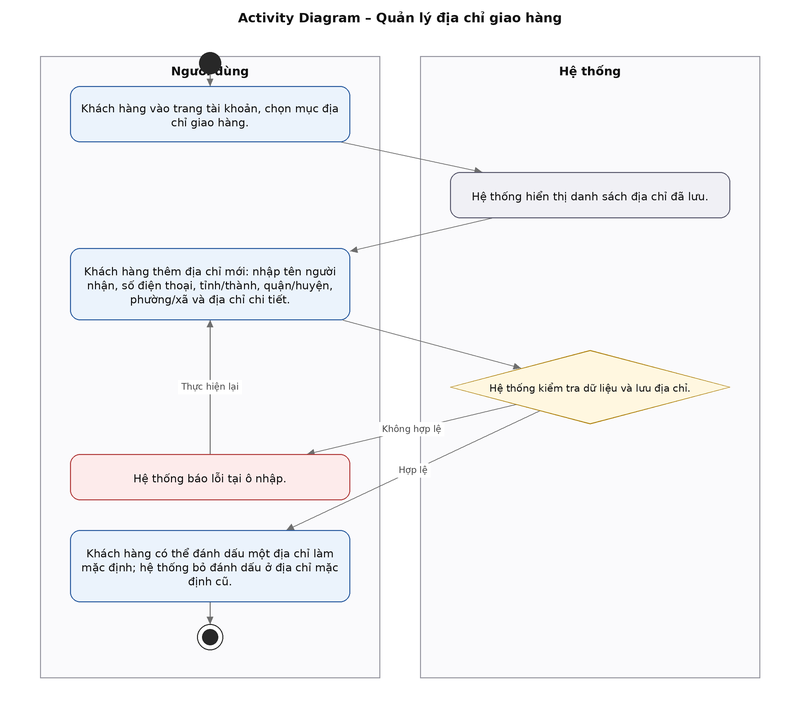 Activity Diagram – Quản lý địa chỉ giao hàng
Người dùng
Hệ thống
Khách hàng vào trang tài khoản, chọn mục địa
chỉ giao hàng.
Hệ thống hiển thị danh sách địa chỉ đã lưu.
Khách hàng thêm địa chỉ mới: nhập tên người
nhận, số điện thoại, tỉnh/thành, quận/huyện,
phường/xã và địa chỉ chi tiết.
Thực hiện lại
Hệ thống kiểm tra dữ liệu và lưu địa chỉ.
Không hợp lệ
Hợp lệ
Hệ thống báo lỗi tại ô nhập.
Khách hàng có thể đánh dấu một địa chỉ làm
mặc định; hệ thống bỏ đánh dấu ở địa chỉ mặc
định cũ.